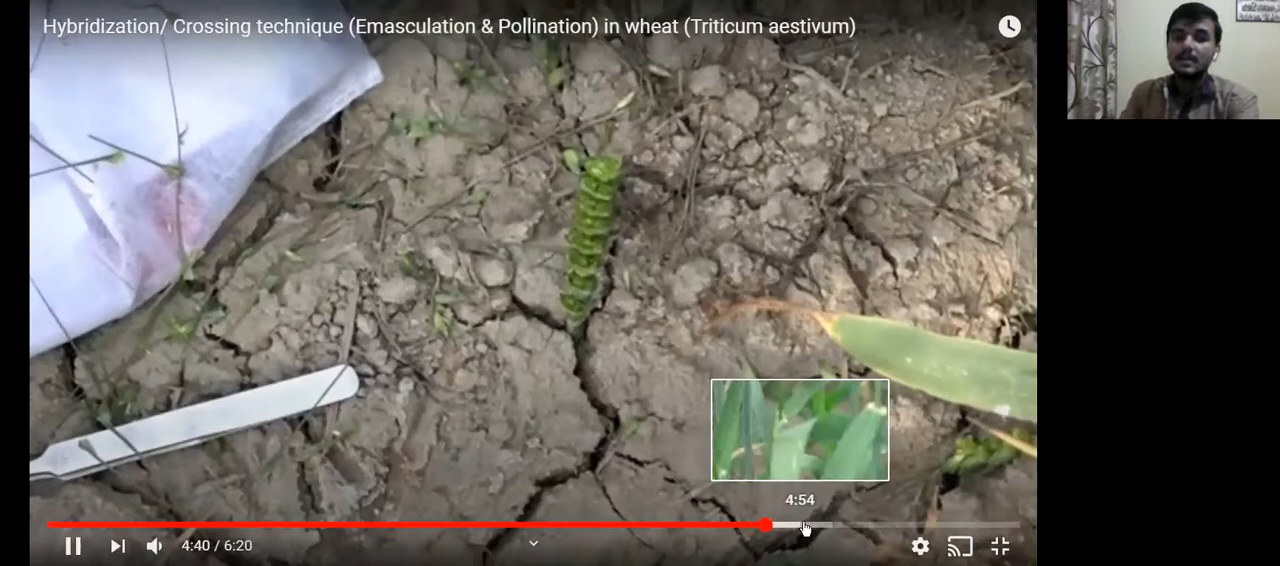 Hybridization/ Crossing technique (Emasculation & Pollination) in wheat (Triticum aestivum)
4:54
4:40 / 6:20